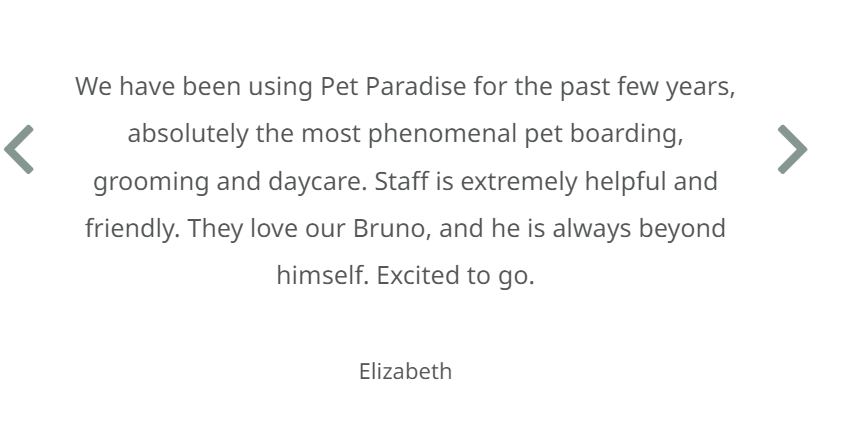 We have been using Pet Paradise for the past few years,
absolutely the most phenomenal pet boarding,
grooming and daycare. Staff is extremely helpful and
friendly. They love our Bruno, and he is always beyond
himself. Excited to go.
Elizabeth